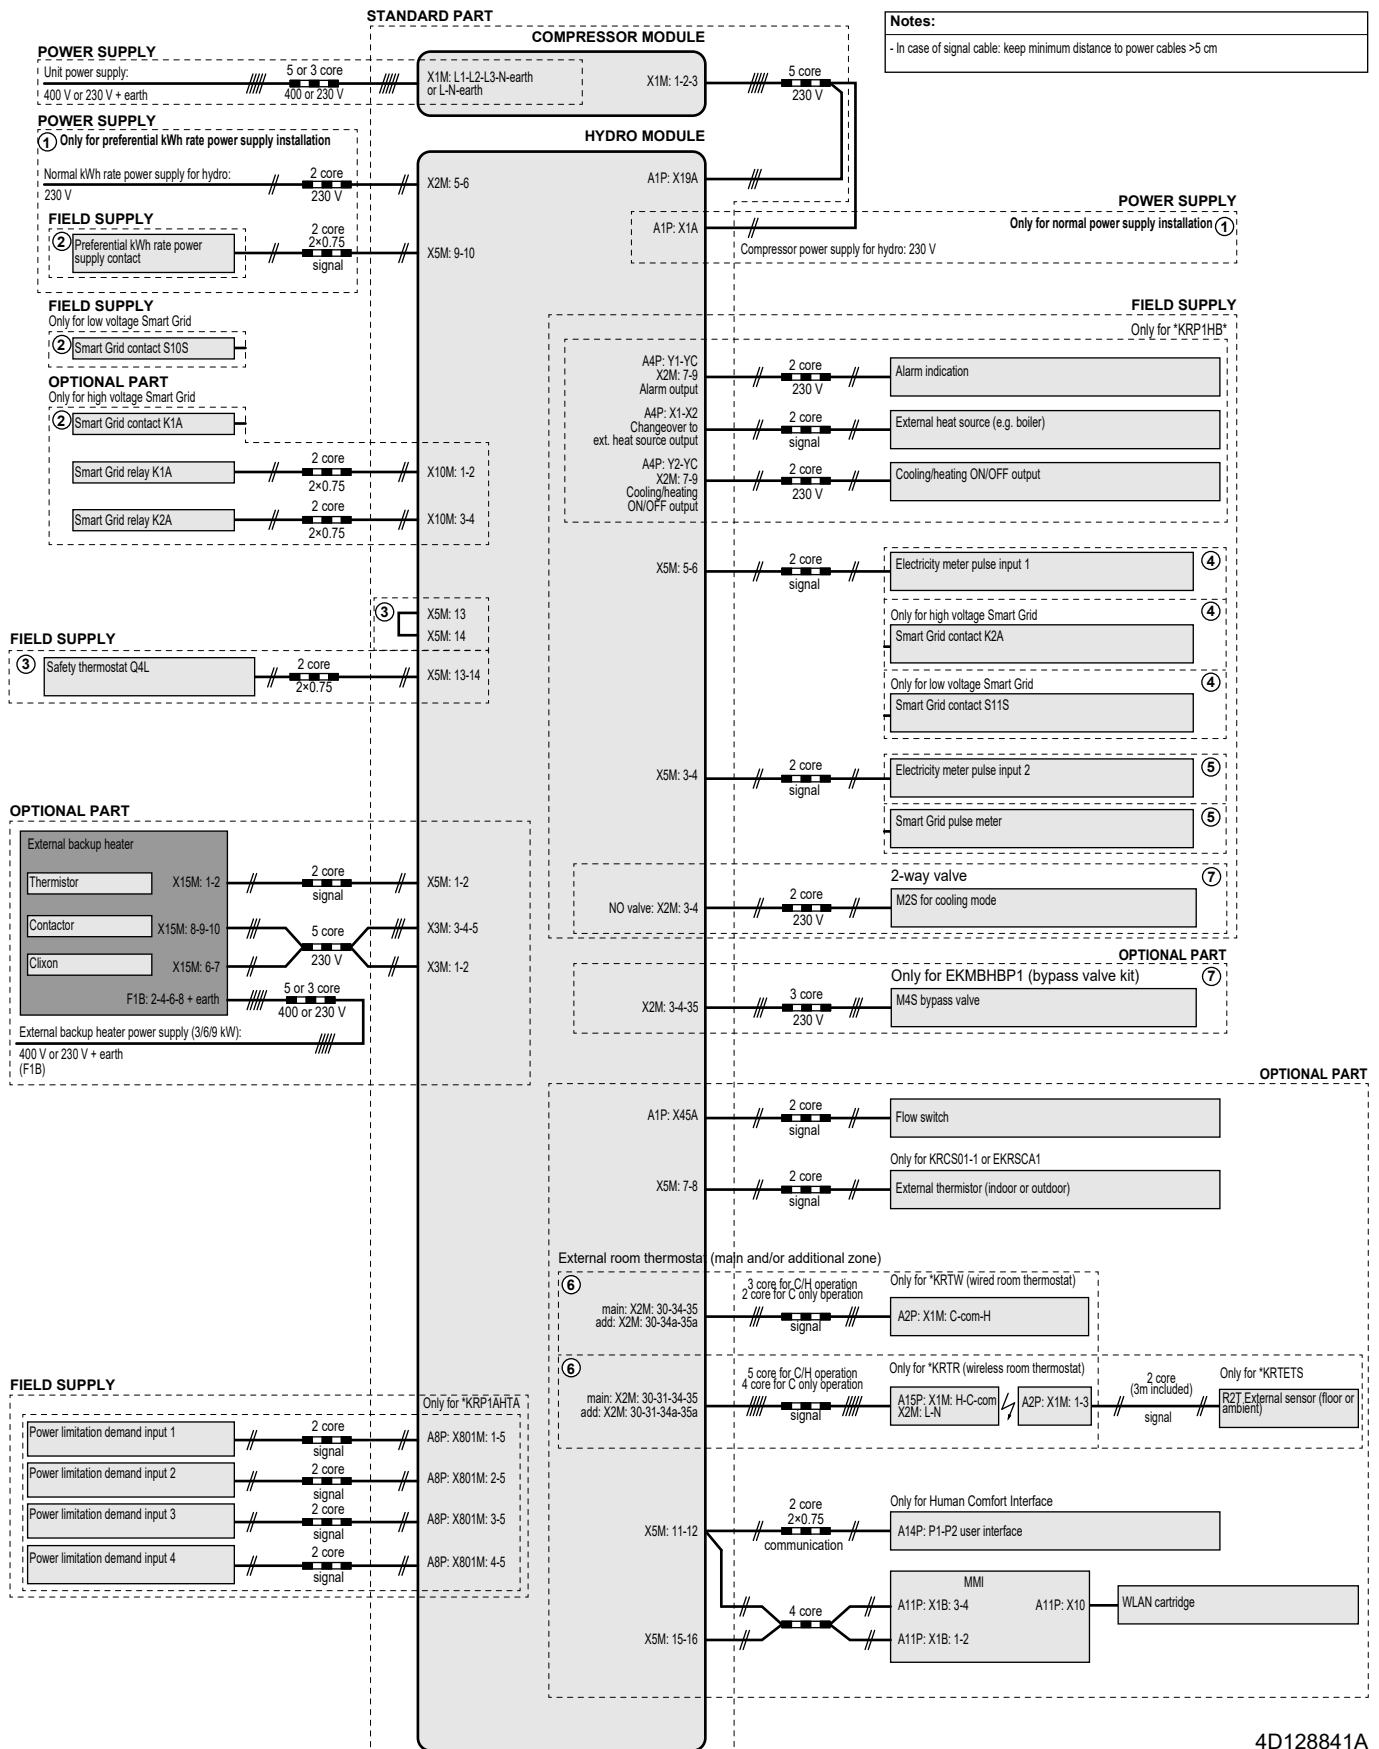 STANDARD PART
COMPRESSOR MODULE
Notes:
- In case of signal cable: keep minimum distance to power cables >5 cm
POWER SUPPLY
Unit power supply:
400 V or 230 V + earth
5 or 3 core
400 or 230 V
X1M: L1-L2-L3-N-earth
or L-N-earth
X1M: 1-2-3
5 core
230 V
POWER SUPPLY
1 Only for preferential kWh rate power supply installation
Normal kWh rate power supply for hydro:
230 V
2 core
230 V
HYDRO MODULE
X2M: 5-6
A1P: X19A
FIELD SUPPLY
2 Preferential kWh rate power
supply contact
2 core
2×0.75
signal
X5M: 9-10
POWER SUPPLY
Only for normal power supply installation 1
A1P: X1A
Compressor power supply for hydro: 230 V
FIELD SUPPLY
Only for low voltage Smart Grid
2 Smart Grid contact S10S
OPTIONAL PART
Only for high voltage Smart Grid
2 Smart Grid contact K1A
Smart Grid relay K1A
2 core
2×0.75
X10M: 1-2
Smart Grid relay K2A
2 core
2×0.75
X10M: 3-4
FIELD SUPPLY
Only for *KRP1HB*
A4P: Y1-YC
X2M: 7-9
Alarm output
2 core
230 V
Alarm indication
A4P: X1-X2
Changeover to
ext. heat source output
2 core
signal
External heat source (e.g. boiler)
A4P: Y2-YC
X2M: 7-9
Cooling/heating
ON/OFF output
2 core
230 V
Cooling/heating ON/OFF output
X5M: 5-6
2 core
signal
Electricity meter pulse input 1
4
Only for high voltage Smart Grid
4
Smart Grid contact K2A
Only for low voltage Smart Grid
4
Smart Grid contact S11S
3
X5M: 13
X5M: 14
FIELD SUPPLY
3 Safety thermostat Q4L
2 core
2×0.75
X5M: 13-14
X5M: 3-4
2 core
signal
Electricity meter pulse input 2
5
Smart Grid pulse meter
5
OPTIONAL PART
External backup heater
Thermistor
X15M: 1-2
2 core
signal
X5M: 1-2
Contactor
X15M: 8-9-10
5 core
230 V
X3M: 3-4-5
Clixon
X15M: 6-7
X3M: 1-2
F1B: 2-4-6-8 + earth
5 or 3 core
400 or 230 V
External backup heater power supply (3/6/9 kW):
400 V or 230 V + earth
(F1B)
2-way valve
7
NO valve: X2M: 3-4
2 core
230 V
M2S for cooling mode
OPTIONAL PART
Only for EKMBHBP1 (bypass valve kit)
7
X2M: 3-4-35
3 core
230 V
M4S bypass valve
OPTIONAL PART
A1P: X45A
2 core
signal
Flow switch
Only for KRCS01-1 or EKRSCA1
X5M: 7-8
2 core
signal
External thermistor (indoor or outdoor)
External room thermostat (main and/or additional zone)
6
main: X2M: 30-34-35
add: X2M: 30-34a-35a
3 core for C/H operation
2 core for C only operation
signal
Only for *KRTW (wired room thermostat)
A2P: X1M: C-com-H
6
main: X2M: 30-31-34-35
add: X2M: 30-31-34a-35a
5 core for C/H operation
4 core for C only operation
signal
Only for *KRTR (wireless room thermostat)
A15P: X1M: H-C-com
X2M: L-N
A2P: X1M: 1-3
2 core
(3m included)
signal
Only for *KRTETS
R2T External sensor (floor or
ambient)
FIELD SUPPLY
Only for *KRP1AHTA
Power limitation demand input 1
2 core
signal
A8P: X801M: 1-5
Power limitation demand input 2
2 core
signal
A8P: X801M: 2-5
Power limitation demand input 3
2 core
signal
A8P: X801M: 3-5
Power limitation demand input 4
2 core
signal
A8P: X801M: 4-5
X5M: 11-12
2 core
2×0.75
communication
Only for Human Comfort Interface
A14P: P1-P2 user interface
MMI
4 core
A11P: X1B: 3-4
A11P: X10
WLAN cartridge
X5M: 15-16
A11P: X1B: 1-2
4D128841A